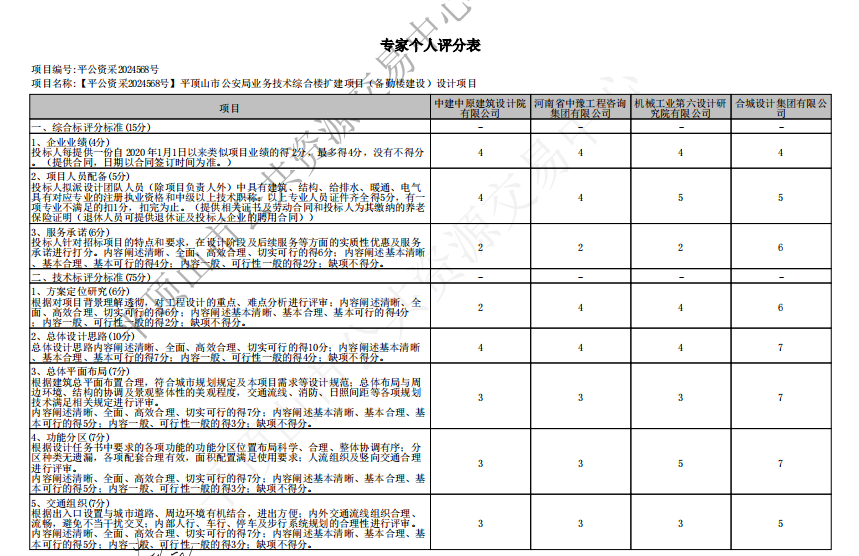 专家个人评分表
项目编号:平公资采2024568号
项目名称:【平公资采2024568号】平顶山市公安局业务技术综合楼扩建项目（备勤楼建设）设计项目
项目 中建中原建筑设计院有限公司 河南省中豫工程咨询集团有限公司 机械工业第六设计研究院有限公司 合城设计集团有限公司
一、综合标评分标准(15分) - - - -
1、企业业绩(4分)
投标人每提供一份自 2020 年1月1日以来类似项目业绩的得 2分，最多得4分，没有不得分
。（提供合同，日期以合同签订时间为准。）
4 4 4 4
2、项目人员配备(5分)
投标人拟派设计团队人员（除项目负责人外）中具有建筑、结构、给排水、暖通、电气
具有对应专业的注册执业资格和中级以上技术职称。以上专业人员证件齐全得5分，有一
项专业不满足的扣1分，扣完为止。（提供相关证书及劳动合同和投标人为其缴纳的养老
保险证明（退休人员可提供退休证及投标人企业的聘用合同））
4 4 5 5
3、服务承诺(6分)
投标人针对招标项目的特点和要求，在设计阶段及后续服务等方面的实质性优惠及服务
承诺进行打分。内容阐述清晰、全面、高效合理、切实可行的得6分；内容阐述基本清晰
、基本合理、基本可行的得4分；内容一般、可行性一般的得2分；缺项不得分。
2 2 2 6
二、技术标评分标准(75分) - - - -
1、方案定位研究(6分)
根据对项目背景理解透彻，对工程设计的重点、难点分析进行评审；内容阐述清晰、全
面、高效合理、切实可行的得6分；内容阐述基本清晰、基本合理、基本可行的得4分
；内容一般、可行性一般的得2分；缺项不得分。
2 4 4 6
2、总体设计思路(10分)
总体设计思路内容阐述清晰、全面、高效合理、切实可行的得10分；内容阐述基本清晰
、基本合理、基本可行的得7分；内容一般、可行性一般的得4分；缺项不得分。
4 4 4 7
3、总体平面布局(7分)
根据建筑总平面布置合理，符合城市规划规定及本项目需求等设计规范；总体布局与周
边环境、结构的协调及景观整体性的美观程度，交通流线、消防、日照间距等各项规划
技术满足相关规定进行评审。
内容阐述清晰、全面、高效合理、切实可行的得7分；内容阐述基本清晰、基本合理、基
本可行的得5分；内容一般、可行性一般的得3分；缺项不得分。
3 3 3 7
4、功能分区(7分)
根据设计任务书中要求的各项功能的功能分区位置布局科学、合理、整体协调有序；分
区种类无遗漏，各项配套合理有效，面积配置满足使用要求；人流组织及竖向交通合理
进行评审。
内容阐述清晰、全面、高效合理、切实可行的得7分；内容阐述基本清晰、基本合理、基
本可行的得5分；内容一般、可行性一般的得3分；缺项不得分。
3 3 5 7
5、交通组织(7分)
根据出入口设置与城市道路、周边环境有机结合，进出方便；内外交通流线组织合理、
流畅，避免不当干扰交叉；内部人行、车行、停车及步行系统规划的合理性进行评审。
内容阐述清晰、全面、高效合理、切实可行的得7分；内容阐述基本清晰、基本合理、基
本可行的得5分；内容一般、可行性一般的得3分；缺项不得分。
3 3 3 5
平顶山市公共资源交易中心